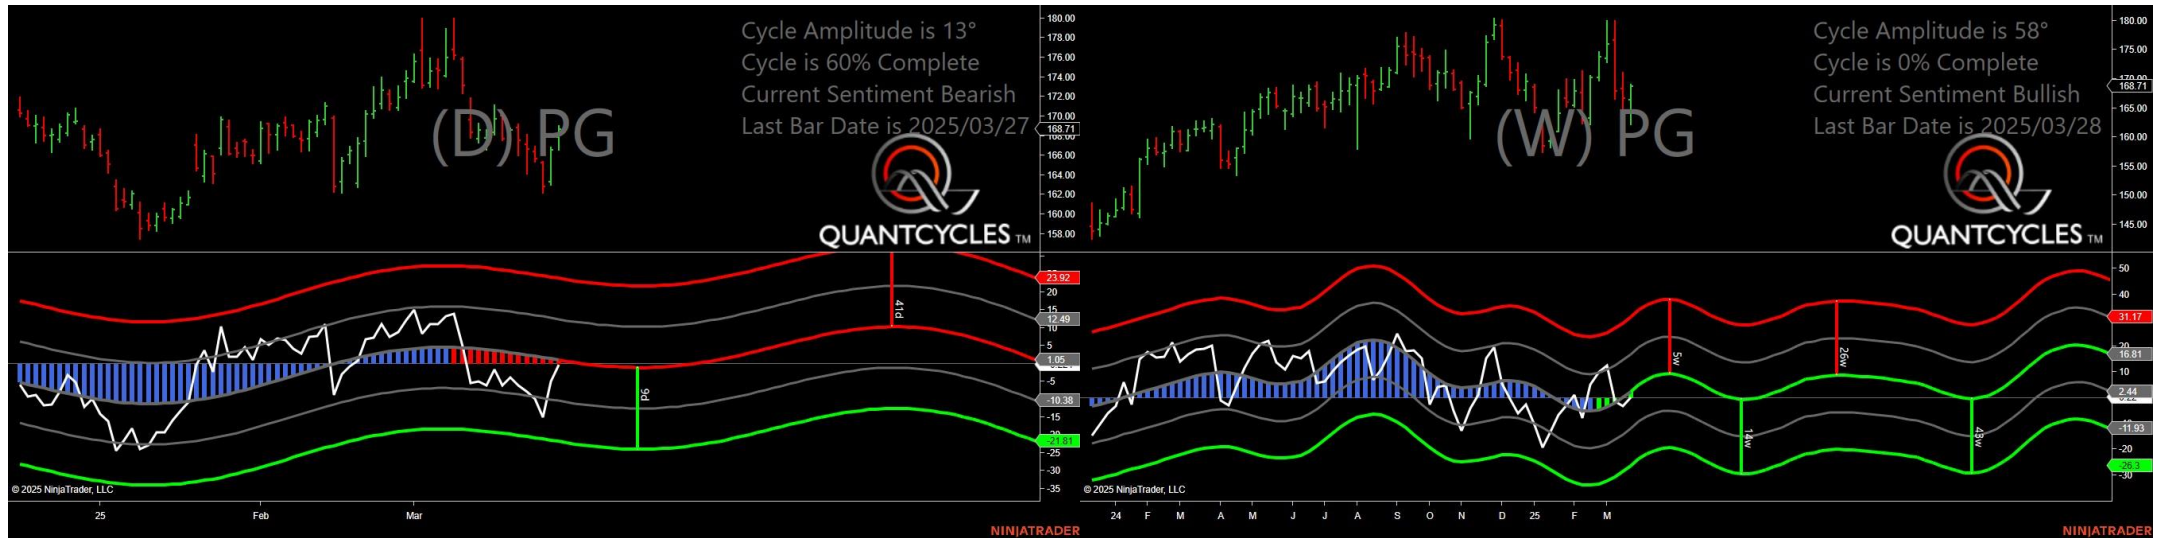 Cycle Amplitude is 13°
Cycle is 60% Complete
Current Sentiment Bearish
Last Bar Date is 2025/03/27
(D) PG
QUANTCYCLES TM
180.00
178.00
176.00
174.00
172.00
170.00
168.71
168.00
166.00
164.00
162.00
160.00
158.00
41d
9d
23.92
20
15
12.49
10
5
1.05
-5
-10.38
-15
-21.81
-25
-30
-35
© 2025 NinjaTrader, LLC
25 Feb Mar
NINJATRADER
Cycle Amplitude is 58°
Cycle is 0% Complete
Current Sentiment Bullish
Last Bar Date is 2025/03/28
(W) PG
QUANTCYCLES TM
180.00
175.00
170.00
168.71
165.00
160.00
155.00
150.00
145.00
5w
26w
14w
43w
50
40
31.17
20
16.81
10
2.44
-11.93
-20
-26.3
-30
© 2025 NinjaTrader, LLC
24 F M A M J J A S O N D 25 F M
NINJATRADER